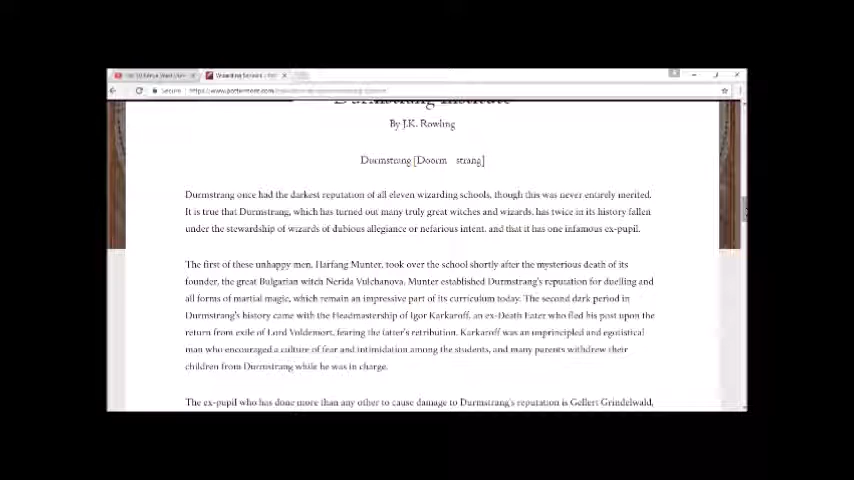 Secure
Durmstrang Institute
By J.K. Rowling
Durmstrang [Doorm strang]
Durmstrang once had the darkest reputation of all eleven wizarding schools, though this was never entirely merited.
It is true that Durmstrang, which has turned out many truly great witches and wizards, has twice in its history fallen
under the stewardship of wizards of dubious allegiance or nefarious intent, and that it has one infamous ex-pupil.
The first of these unhappy men, Harfang Munter, took over the school shortly after the mysterious death of its
founder, the great Bulgarian witch Nerida Vulchanova. Munter established Durmstrang's reputation for duelling and
all forms of martial magic, which remain an impressive part of its curriculum today. The second dark period in
Durmstrang's history came with the Headmastership of Igor Karkaroff, an ex-Death Eater who fled his post upon the
return from exile of Lord Voldemort, fearing the latter's retribution. Karkaroff was an unprincipled and egotistical
man who encouraged a culture of fear and intimidation among the students, and many parents withdrew their
children from Durmstrang while he was in charge.
The ex-pupil who has done more than any other to cause damage to Durmstrang's reputation is Gellert Grindelwald,